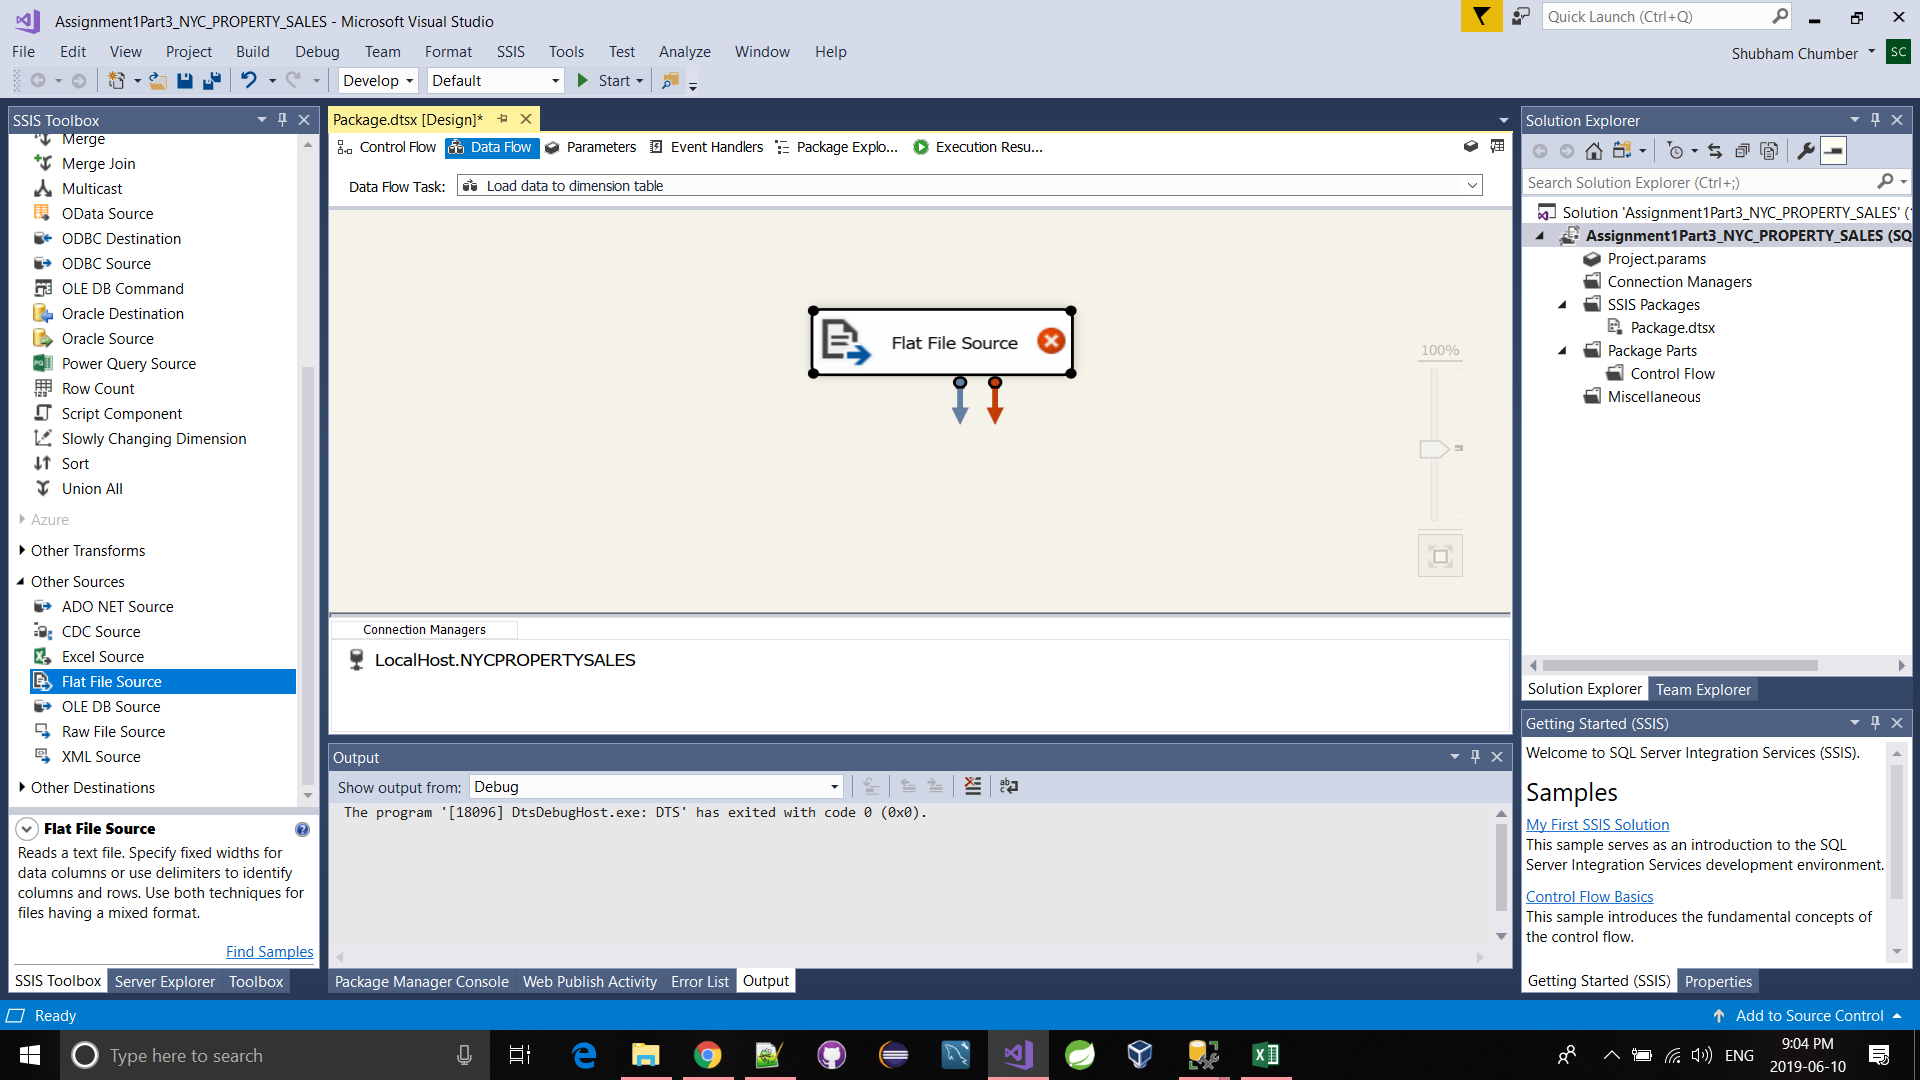 Assignment1Part3_NYC_PROPERTY_SALES - Microsoft Visual Studio
Quick Launch (Ctrl+Q)
File Edit View Project Build Debug Team Format SSIS Tools Test Analyze Window Help
Shubham Chumber SC
Develop Default Start
SSIS Toolbox
Merge
Merge Join
Multicast
OData Source
ODBC Destination
ODBC Source
OLE DB Command
Oracle Destination
Oracle Source
Power Query Source
Row Count
Script Component
Slowly Changing Dimension
Sort
Union All
Azure
Other Transforms
Other Sources
ADO NET Source
CDC Source
Excel Source
Flat File Source
OLE DB Source
Raw File Source
XML Source
Other Destinations
Flat File Source
Reads a text file. Specify fixed widths for
data columns or use delimiters to identify
columns and rows. Use both techniques for
files having a mixed format.
Find Samples
SSIS Toolbox Server Explorer Toolbox
Package.dtsx [Design]*
Control Flow Data Flow Parameters Event Handlers Package Explo... Execution Resu...
Data Flow Task: Load data to dimension table
Flat File Source
100%
Connection Managers
LocalHost.NYCPROPERTYSALES
Output
Show output from: Debug
The program '[18096] DtsDebugHost.exe: DTS' has exited with code 0 (0x0).
Package Manager Console Web Publish Activity Error List Output
Solution Explorer
Search Solution Explorer (Ctrl+;)
Solution 'Assignment1Part3_NYC_PROPERTY_SALES' (
Assignment1Part3_NYC_PROPERTY_SALES (SQ
Project.params
Connection Managers
SSIS Packages
Package.dtsx
Package Parts
Control Flow
Miscellaneous
Solution Explorer Team Explorer
Getting Started (SSIS)
Welcome to SQL Server Integration Services (SSIS).
Samples
My First SSIS Solution
This sample serves as an introduction to the SQL
Server Integration Services development environment.
Control Flow Basics
This sample introduces the fundamental concepts of
the control flow.
Getting Started (SSIS) Properties
Ready
Add to Source Control
Type here to search
ENG
9:04 PM
2019-06-10